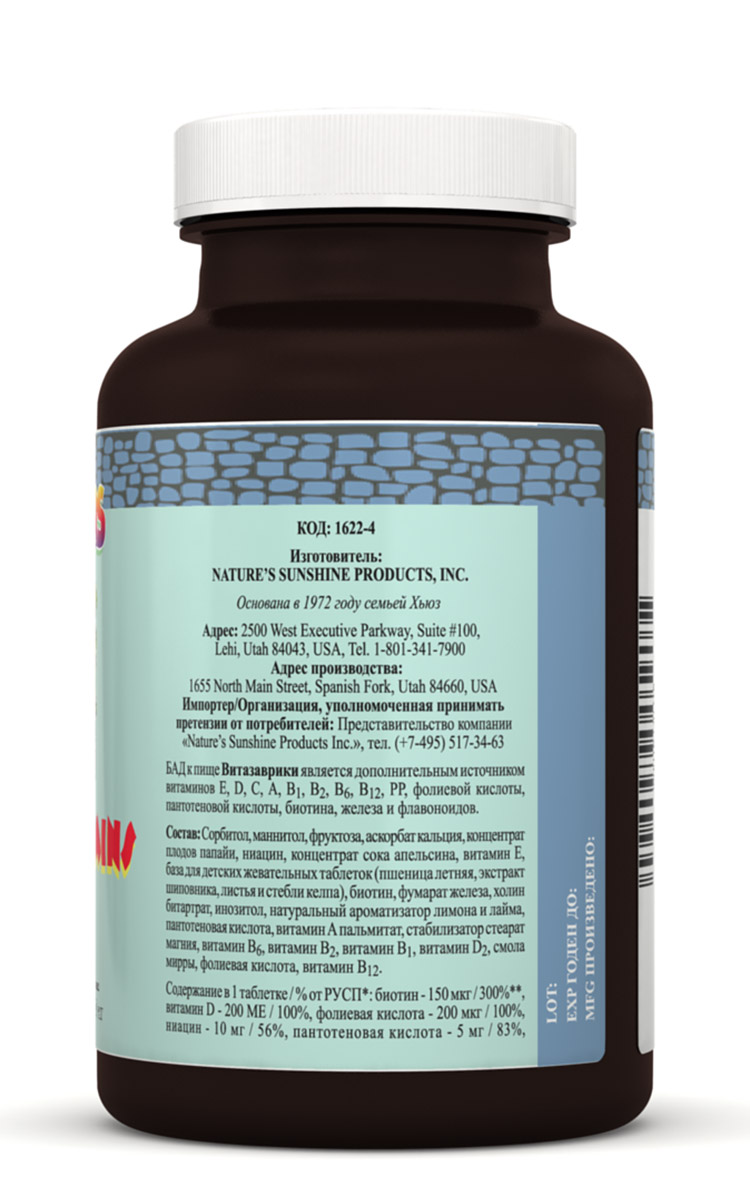 КОД: 1622-4
Изготовитель:
NATURE'S SUNSHINE PRODUCTS, INC.
Основана в 1972 году семьей Хьюз
Адрес: 2500 West Executive Parkway, Suite #100,
Lehi, Utah 84043, USA, Tel. 1-801-341-7900
Адрес производства:
1655 North Main Street, Spanish Fork, Utah 84660, USA
Импортер/Организация, уполномоченная принимать
претензии от потребителей: Представительство компании
«Nature's Sunshine Products Inc.», тел. (+7-495) 517-34-63
БАД к пище Витазаврики является дополнительным источником
витаминов E, D, C, A, B1, B2, B6, B12, PP, фолиевой кислоты,
пантотеновой кислоты, биотина, железа и флавоноидов.
Состав: Сорбитол, маннитол, фруктоза, аскорбат кальция, концентрат
плодов папайи, ниацин, концентрат сока апельсина, витамин E,
база для детских жевательных таблеток (пшеница летняя, экстракт
шиповника, листья и стебли келпа), биотин, фумарат железа, холин
битартрат, инозитол, натуральный ароматизатор лимона и лайма,
пантотеновая кислота, витамин А пальмитат, стабилизатор стеарат
магния, витамин B6, витамин B2, витамин B1, витамин D2, смола
мирры, фолиевая кислота, витамин B12.
Содержание в 1 таблетке / % от РУСП*: биотин - 150 мкг / 300%**,
витамин D - 200 МЕ / 100%, фолиевая кислота - 200 мкг / 100%,
ниацин - 10 мг / 56%, пантотеновая кислота - 5 мг / 83%,
LOT:
EXP ГОДЕН ДО:
MFG ПРОИЗВЕДЕНО: